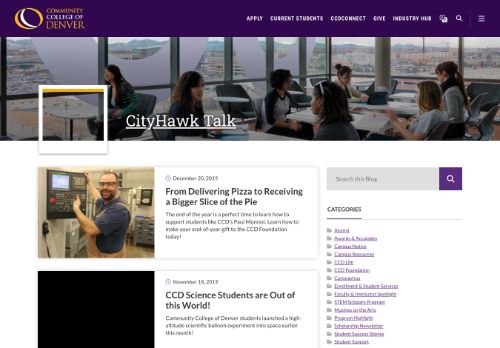 COMMUNITY
COLLEGE OF
DENVER
APPLY CURRENT STUDENTS CCDCONNECT GIVE INDUSTRY HUB
CityHawk Talk
December 20, 2019
From Delivering Pizza to Receiving
a Bigger Slice of the Pie
The end of the year is a perfect time to learn how to
support students like CCD's Paul Monnot. Learn how to
make your end-of-year gift to the CCD Foundation
today!
November 18, 2019
CCD Science Students are Out of
this World!
Community College of Denver students launched a high-
altitude scientific balloon experiment into space earlier
this month!
Search this Blog
CATEGORIES
Alumni
Awards & Accolades
Campus Notice
Campus Resources
CCD Life
CCD Foundation
Coronavirus
Enrollment & Student Services
Faculty & Instructor Spotlight
STEM Scholars Program
Musings on the Arts
Program Highlight
Scholarship Newsletter
Student Success Stories
Student Support